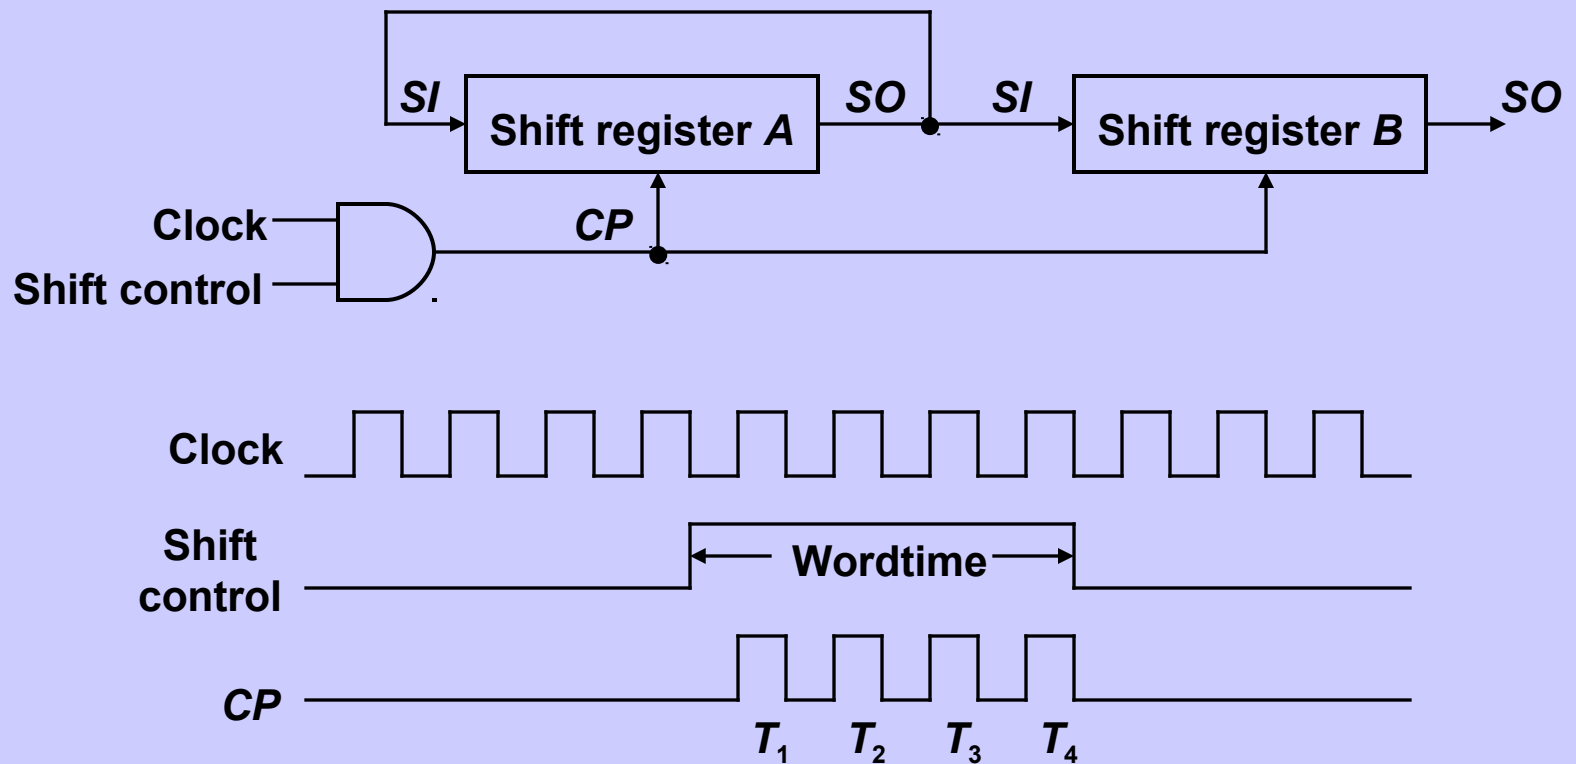 SI
SO
SI
SO
Shift register A
Shift register B
Clock
CP
Shift control
Clock
Shift
control
Wordtime
CP
T1 T2 T3 T4